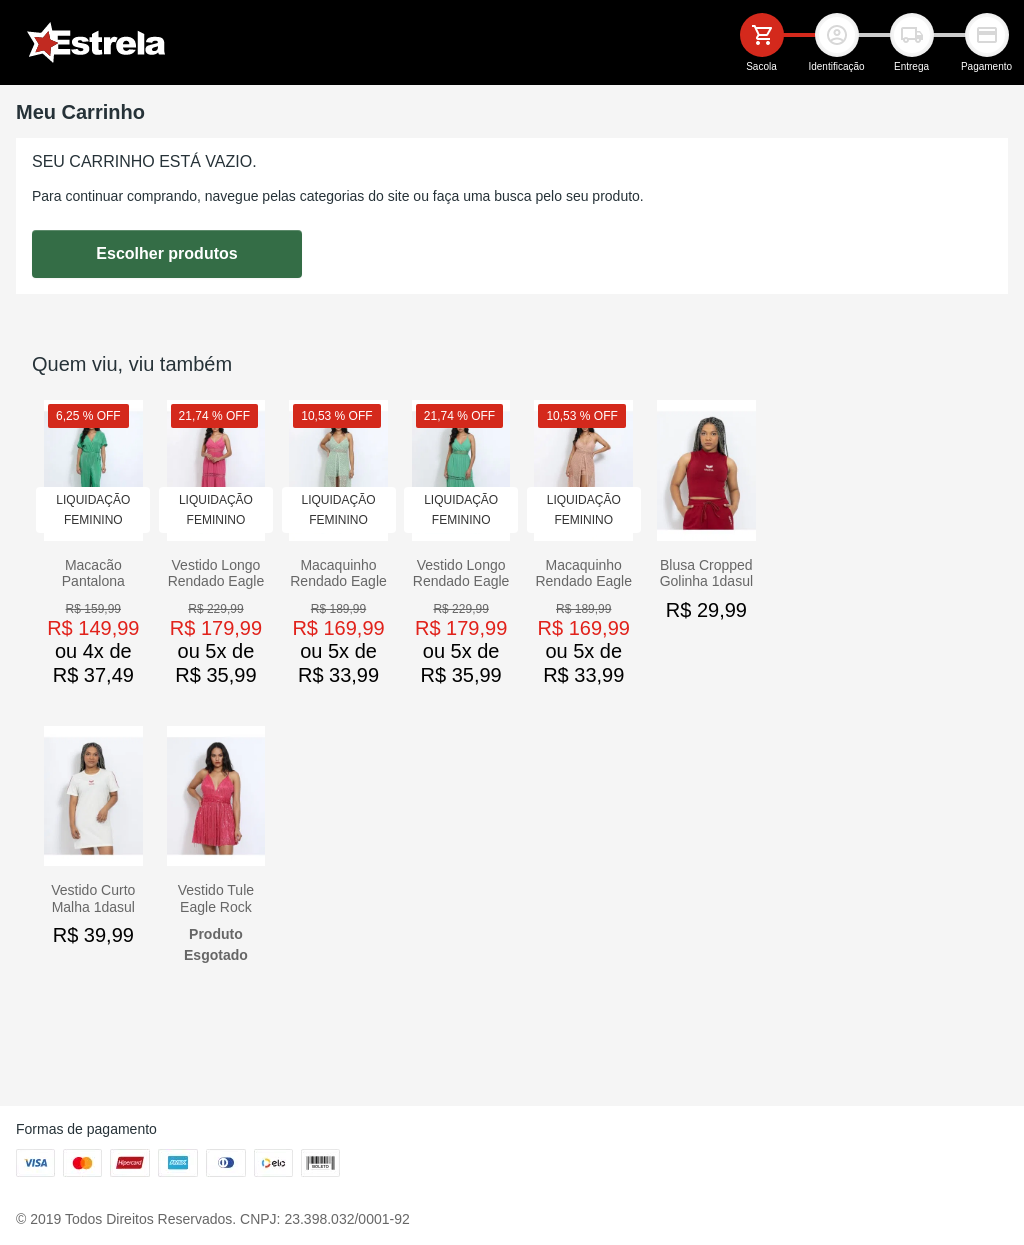 Estrela
Sacola
Identificação
Entrega
Pagamento
Meu Carrinho
SEU CARRINHO ESTÁ VAZIO.
Para continuar comprando, navegue pelas categorias do site ou faça uma busca pelo seu produto.
Escolher produtos
Quem viu, viu também
6,25 % OFF
LIQUIDAÇÃO
FEMININO
Macacão
Pantalona
R$ 159,99
R$ 149,99
ou 4x de
R$ 37,49
21,74 % OFF
LIQUIDAÇÃO
FEMININO
Vestido Longo
Rendado Eagle
R$ 229,99
R$ 179,99
ou 5x de
R$ 35,99
10,53 % OFF
LIQUIDAÇÃO
FEMININO
Macaquinho
Rendado Eagle
R$ 189,99
R$ 169,99
ou 5x de
R$ 33,99
21,74 % OFF
LIQUIDAÇÃO
FEMININO
Vestido Longo
Rendado Eagle
R$ 229,99
R$ 179,99
ou 5x de
R$ 35,99
10,53 % OFF
LIQUIDAÇÃO
FEMININO
Macaquinho
Rendado Eagle
R$ 189,99
R$ 169,99
ou 5x de
R$ 33,99
Blusa Cropped
Golinha 1dasul
R$ 29,99
Vestido Curto
Malha 1dasul
R$ 39,99
Vestido Tule
Eagle Rock
Produto
Esgotado
Formas de pagamento
VISA
Hipercard
elo
BOLETO
© 2019 Todos Direitos Reservados. CNPJ: 23.398.032/0001-92